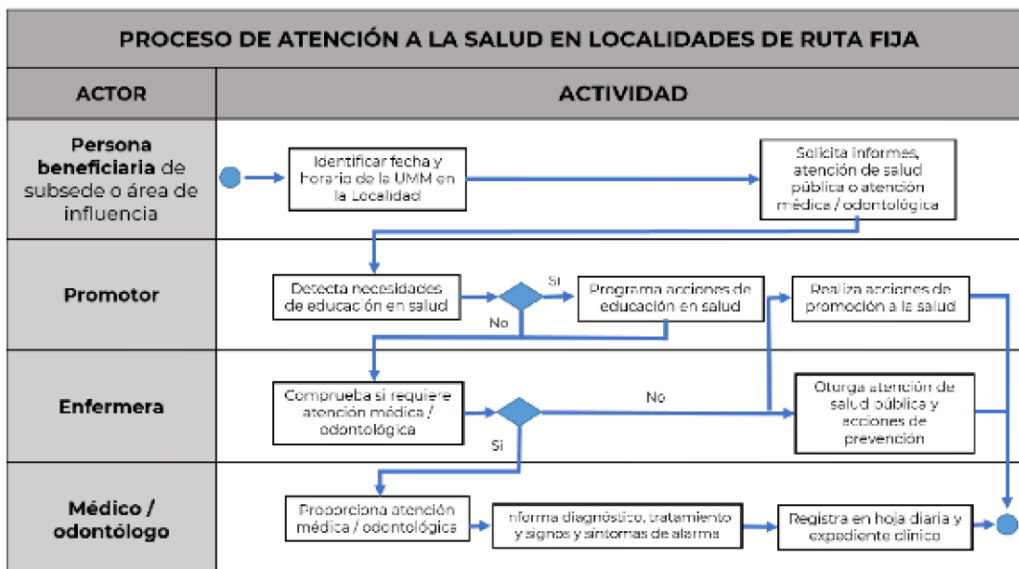 PROCESO DE ATENCIÓN A LA SALUD EN LOCALIDADES DE RUTA FIJA
ACTOR
ACTIVIDAD
Persona
beneficiaria de
subsede o área de
influencia
Identificar fecha y
horario de la UMM en
la Localidad
Solicita informes,
atención de salud
pública o atención
médica / odontológica
Promotor
Detecta necesidades
de educación en salud
Si
No
Programa acciones de
educación en salud
Realiza acciones de
promoción a la salud
Enfermera
Comprueba si requiere
atención médica /
odontológica
No
Si
Oturga atención de
salud pública y
acciones de
prevención
Médico /
odontólogo
Proporciona atención
médica / odontológica
nforma diagnóstico, tratamiento
y signos y síntomas de alarma
Registra en hoja diaria y
expediente clínico